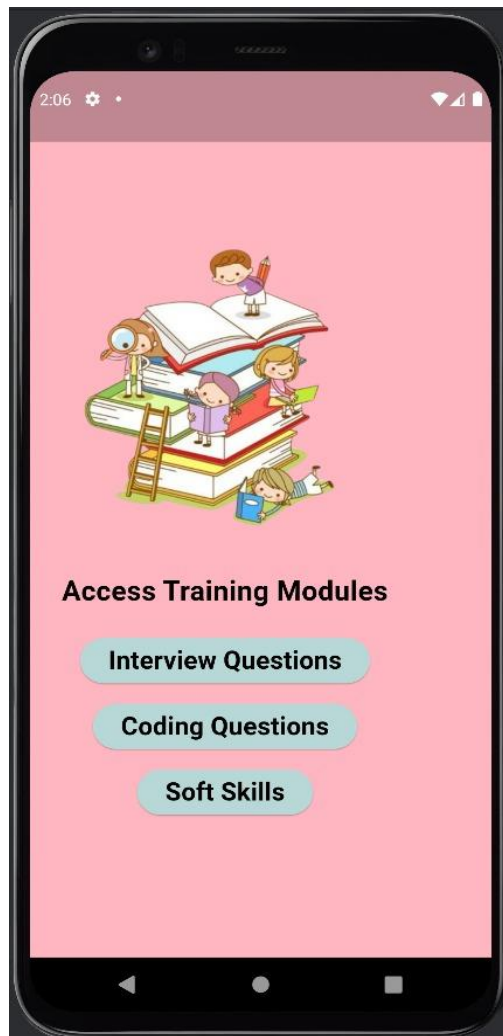 2:06
Access Training Modules
Interview Questions
Coding Questions
Soft Skills